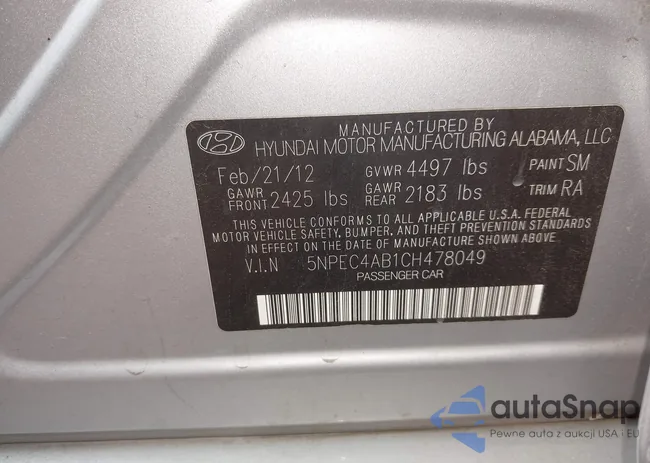 MANUFACTURED BY
HYUNDAI MOTOR MANUFACTURING ALABAMA, LLC
Feb/21/12 GVWR 4497 lbs PAINT SM
GAWR FRONT 2425 lbs GAWR REAR 2183 lbs TRIM RA
THIS VEHICLE CONFORMS TO ALL APPLICABLE U.S.A. FEDERAL
MOTOR VEHICLE SAFETY, BUMPER, AND THEFT PREVENTION STANDARDS
IN EFFECT ON THE DATE OF MANUFACTURE SHOWN ABOVE
V.I.N 5NPEC4AB1CH478049
PASSENGER CAR
autaSnap
Pewne auta z aukcji USA i EU